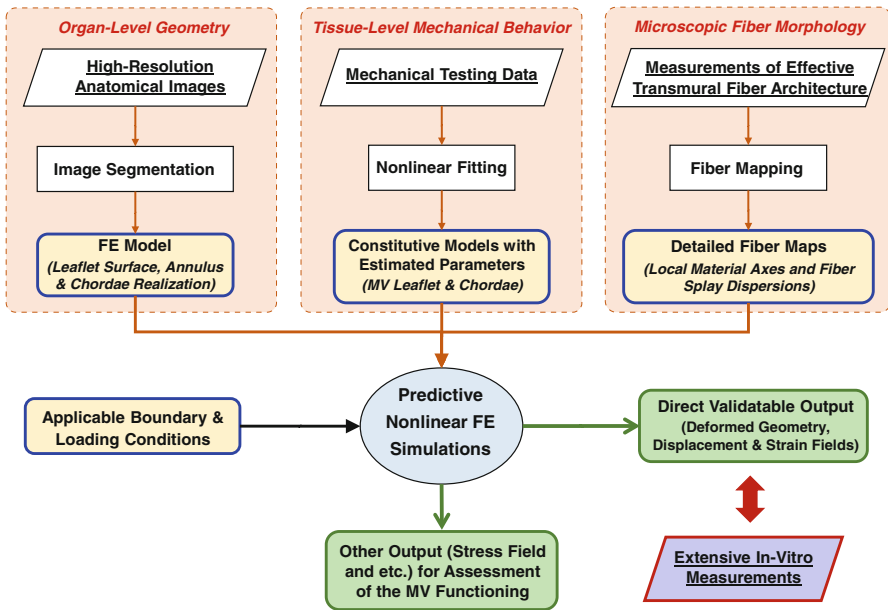 Organ-Level Geometry
High-Resolution
Anatomical Images
Image Segmentation
FE Model
(Leaflet Surface, Annulus
& Chordae Realization)
Tissue-Level Mechanical Behavior
Mechanical Testing Data
Nonlinear Fitting
Constitutive Models with
Estimated Parameters
(MV Leaflet & Chordae)
Microscopic Fiber Morphology
Measurements of Effective
Transmural Fiber Architecture
Fiber Mapping
Detailed Fiber Maps
(Local Material Axes and Fiber
Splay Dispersions)
Applicable Boundary &
Loading Conditions
Predictive
Nonlinear FE
Simulations
Direct Validatable Output
(Deformed Geometry,
Displacement & Strain Fields)
Other Output (Stress Field
and etc.) for Assessment
of the MV Functioning
Extensive In-Vitro
Measurements